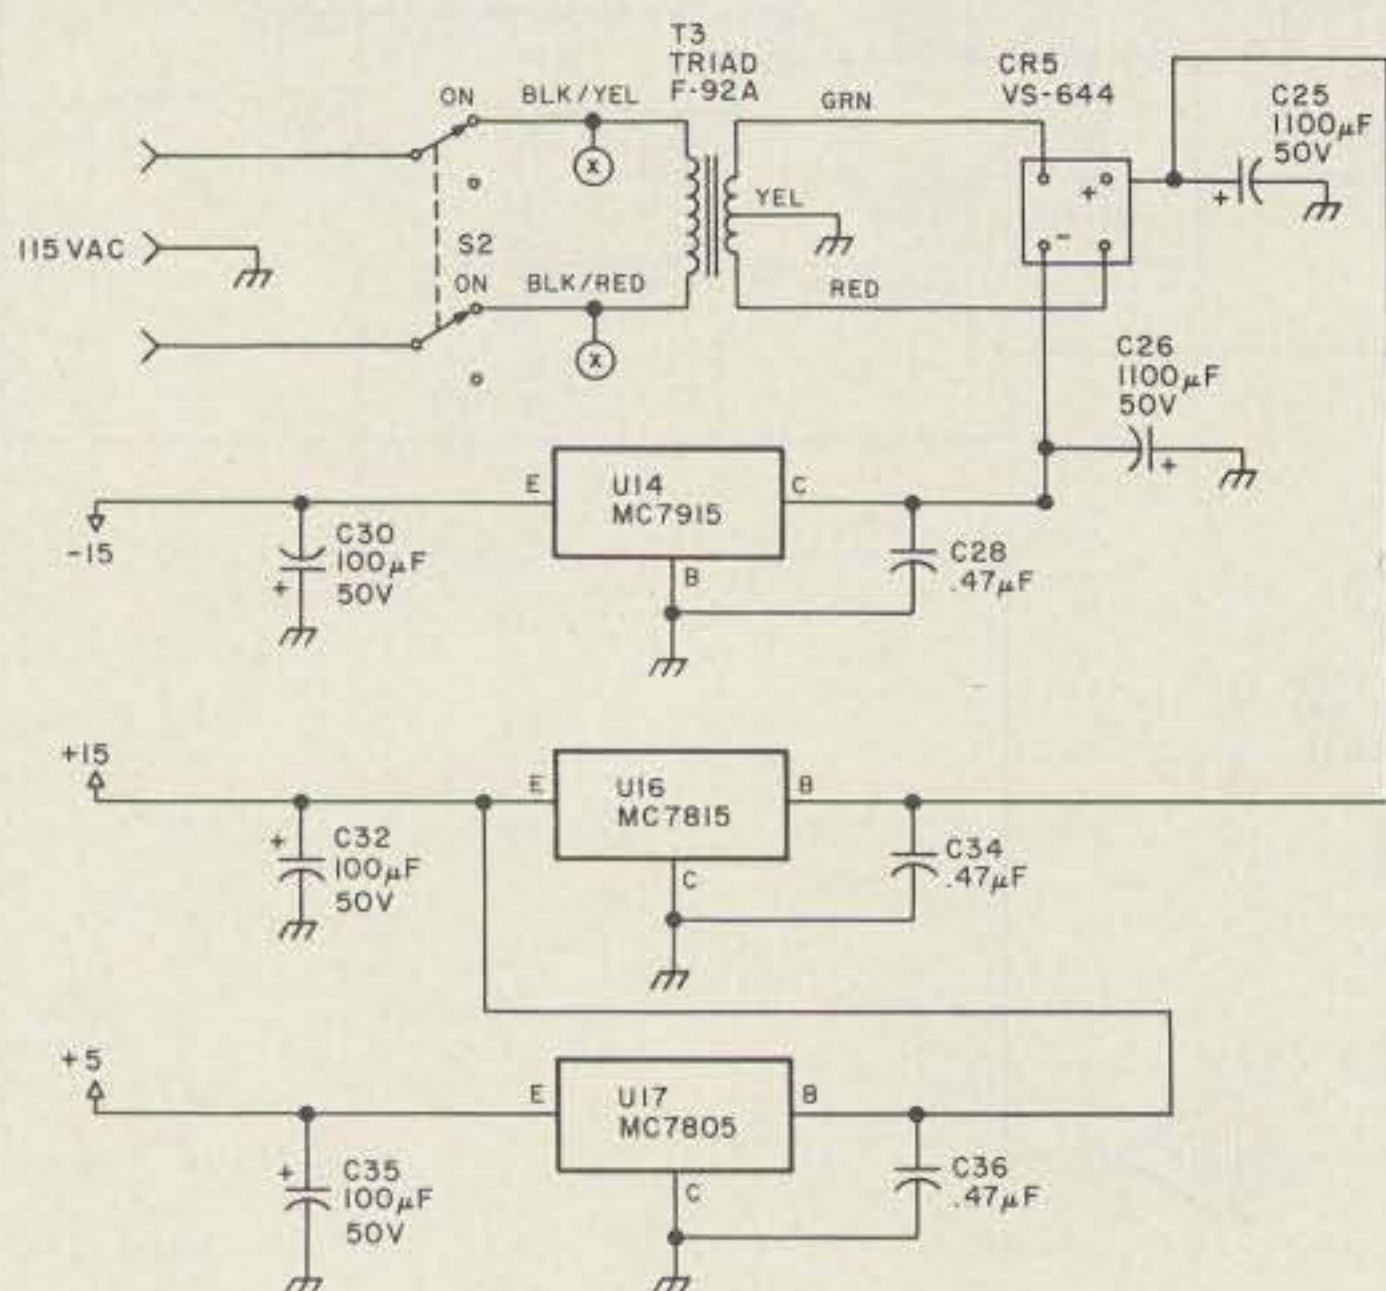 T3
TRIAD
F-92A
ON
BLK/YEL
GRN
CR5
VS-644
C25
1100µF
50V
+
X
YEL
+
-
115 VAC
S2
ON
BLK/RED
RED
X
C26
1100µF
50V
+
E
U14
MC7915
C
B
-15
C30
100µF
50V
+
C28
.47µF
+15
E
U16
MC7815
B
C
+
C32
100µF
50V
C34
.47µF
+5
E
U17
MC7805
B
C
+
C35
100µF
50V
C36
.47µF